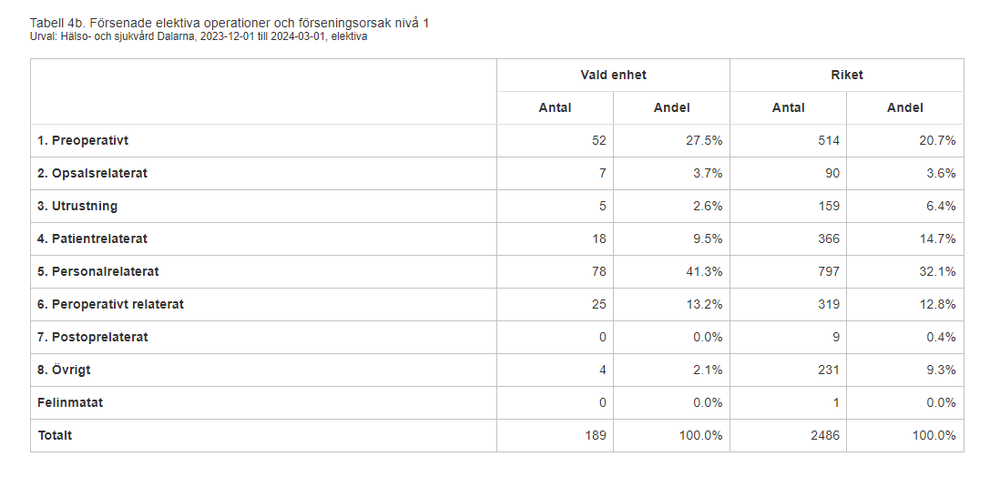 Tabell 4b. Försenade elektiva operationer och förseningsorsak nivå 1
Urval: Hälso- och sjukvård Dalarna, 2023-12-01 till 2024-03-01, elektiva
Vald enhet Riket
Antal Andel Antal Andel
1. Preoperativt 52 27.5% 514 20.7%
2. Opsalsrelaterat 7 3.7% 90 3.6%
3. Utrustning 5 2.6% 159 6.4%
4. Patientrelaterat 18 9.5% 366 14.7%
5. Personalrelaterat 78 41.3% 797 32.1%
6. Peroperativt relaterat 25 13.2% 319 12.8%
7. Postoprelaterat 0 0.0% 9 0.4%
8. Övrigt 4 2.1% 231 9.3%
Felinmatat 0 0.0% 1 0.0%
Totalt 189 100.0% 2486 100.0%